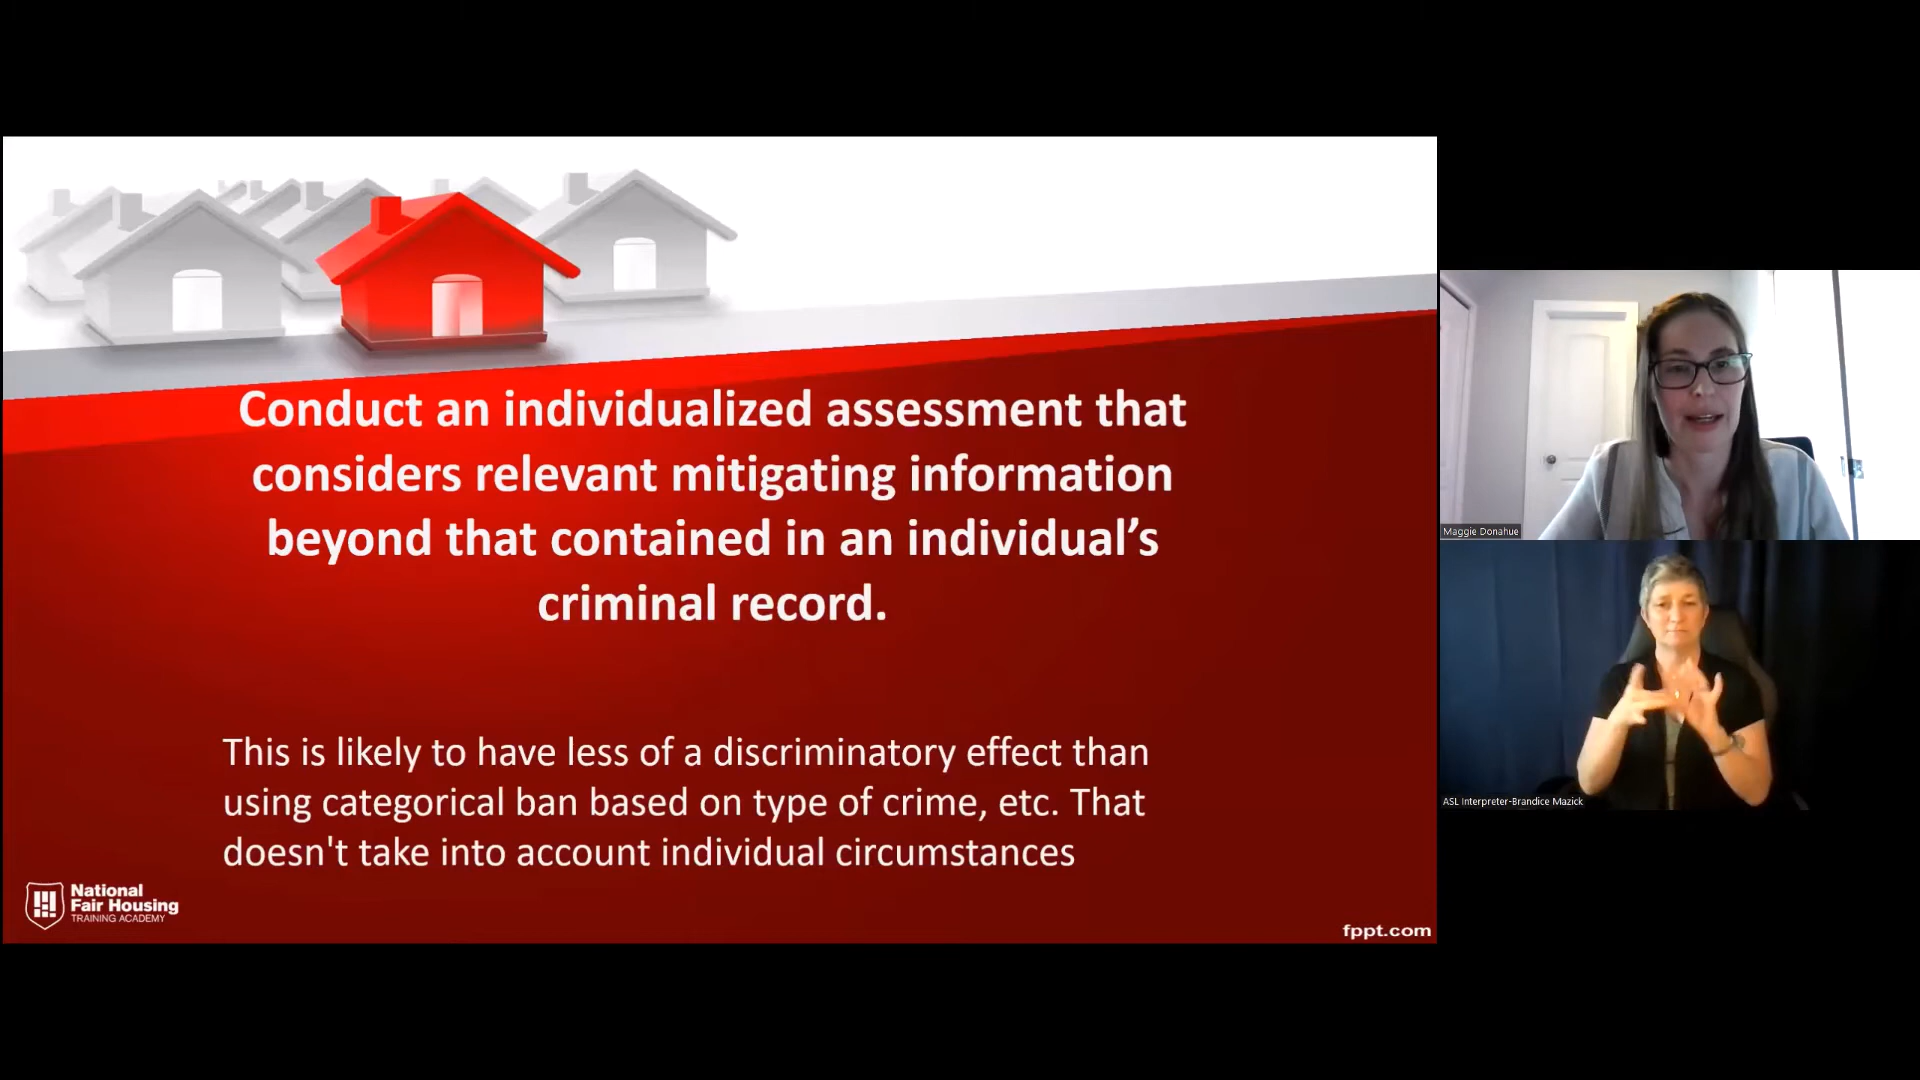 Conduct an individualized assessment that
considers relevant mitigating information
beyond that contained in an individual’s
criminal record.
This is likely to have less of a discriminatory effect than
using categorical ban based on type of crime, etc. That
doesn't take into account individual circumstances
National
Fair Housing
TRAINING ACADEMY
fppt.com
Maggie Donahue
ASL Interpreter-Brandice Mazick